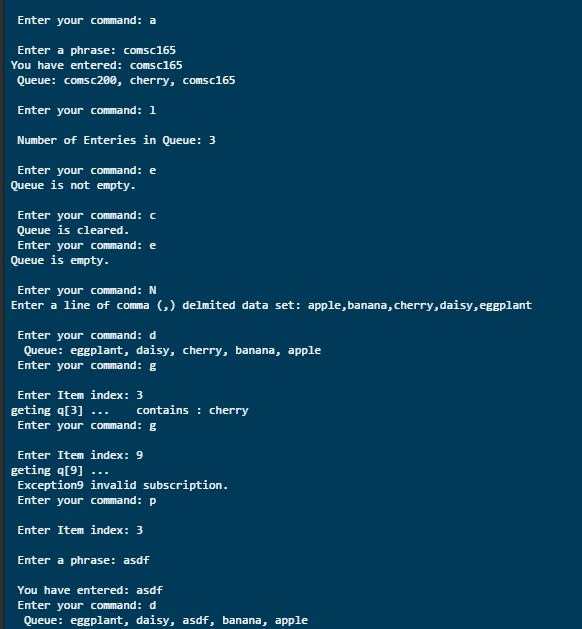 Enter your command: a
Enter a phrase: comsc165
You have entered: comsc165
Queue: comsc200, cherry, comsc165
Enter your command: l
Number of Enteries in Queue: 3
Enter your command: e
Queue is not empty.
Enter your command: c
Queue is cleared.
Enter your command: e
Queue is empty.
Enter your command: N
Enter a line of comma (,) delmited data set: apple,banana,cherry,daisy,eggplant
Enter your command: d
Queue: eggplant, daisy, cherry, banana, apple
Enter your command: g
Enter Item index: 3
geting q[3] ...    contains : cherry
Enter your command: g
Enter Item index: 9
geting q[9] ...
Exception9 invalid subscription.
Enter your command: p
Enter Item index: 3
Enter a phrase: asdf
You have entered: asdf
Enter your command: d
Queue: eggplant, daisy, asdf, banana, apple